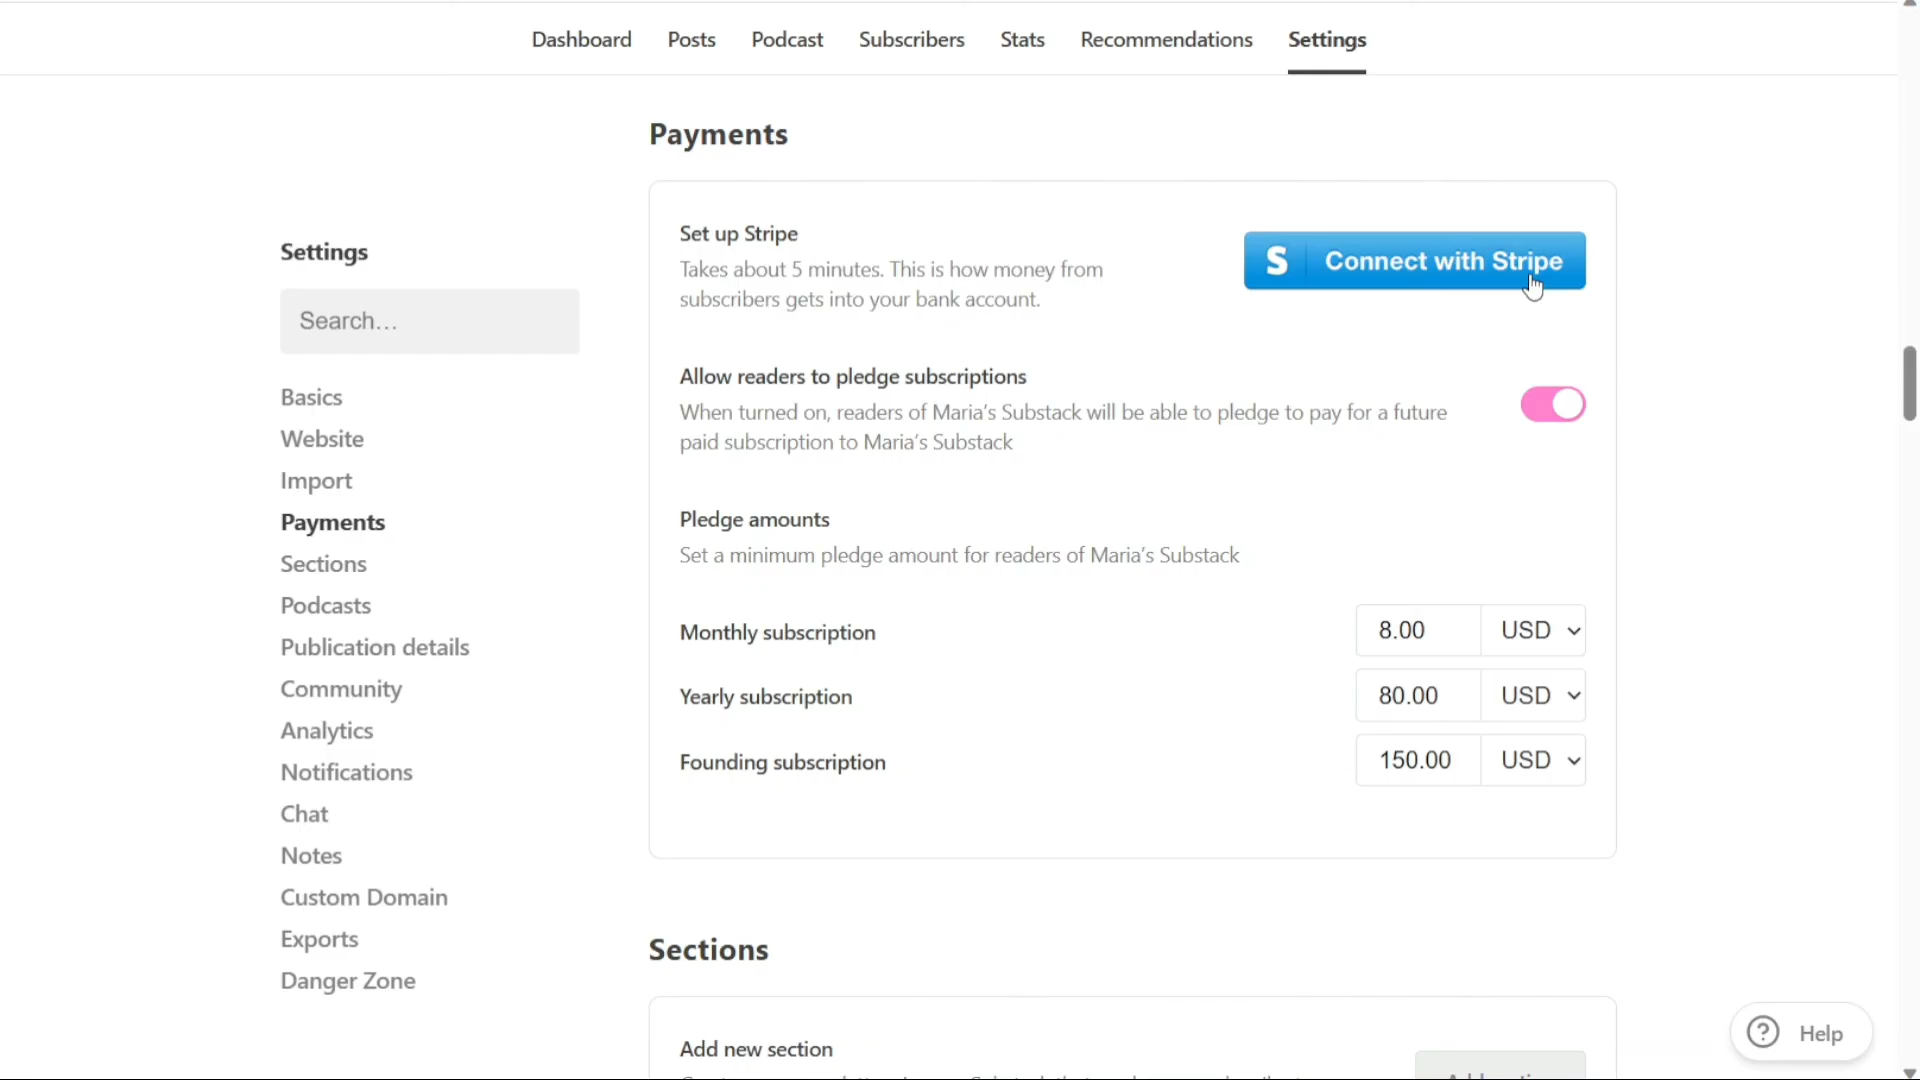 Dashboard Posts Podcast Subscribers Stats Recommendations Settings
Payments
Settings
Search...
Basics
Website
Import
Payments
Sections
Podcasts
Publication details
Community
Analytics
Notifications
Chat
Notes
Custom Domain
Exports
Danger Zone
Set up Stripe
Takes about 5 minutes. This is how money from
subscribers gets into your bank account.
S Connect with Stripe
Allow readers to pledge subscriptions
When turned on, readers of Maria's Substack will be able to pledge to pay for a future
paid subscription to Maria's Substack
Pledge amounts
Set a minimum pledge amount for readers of Maria's Substack
Monthly subscription 8.00 USD
Yearly subscription 80.00 USD
Founding subscription 150.00 USD
Sections
Add new section
? Help